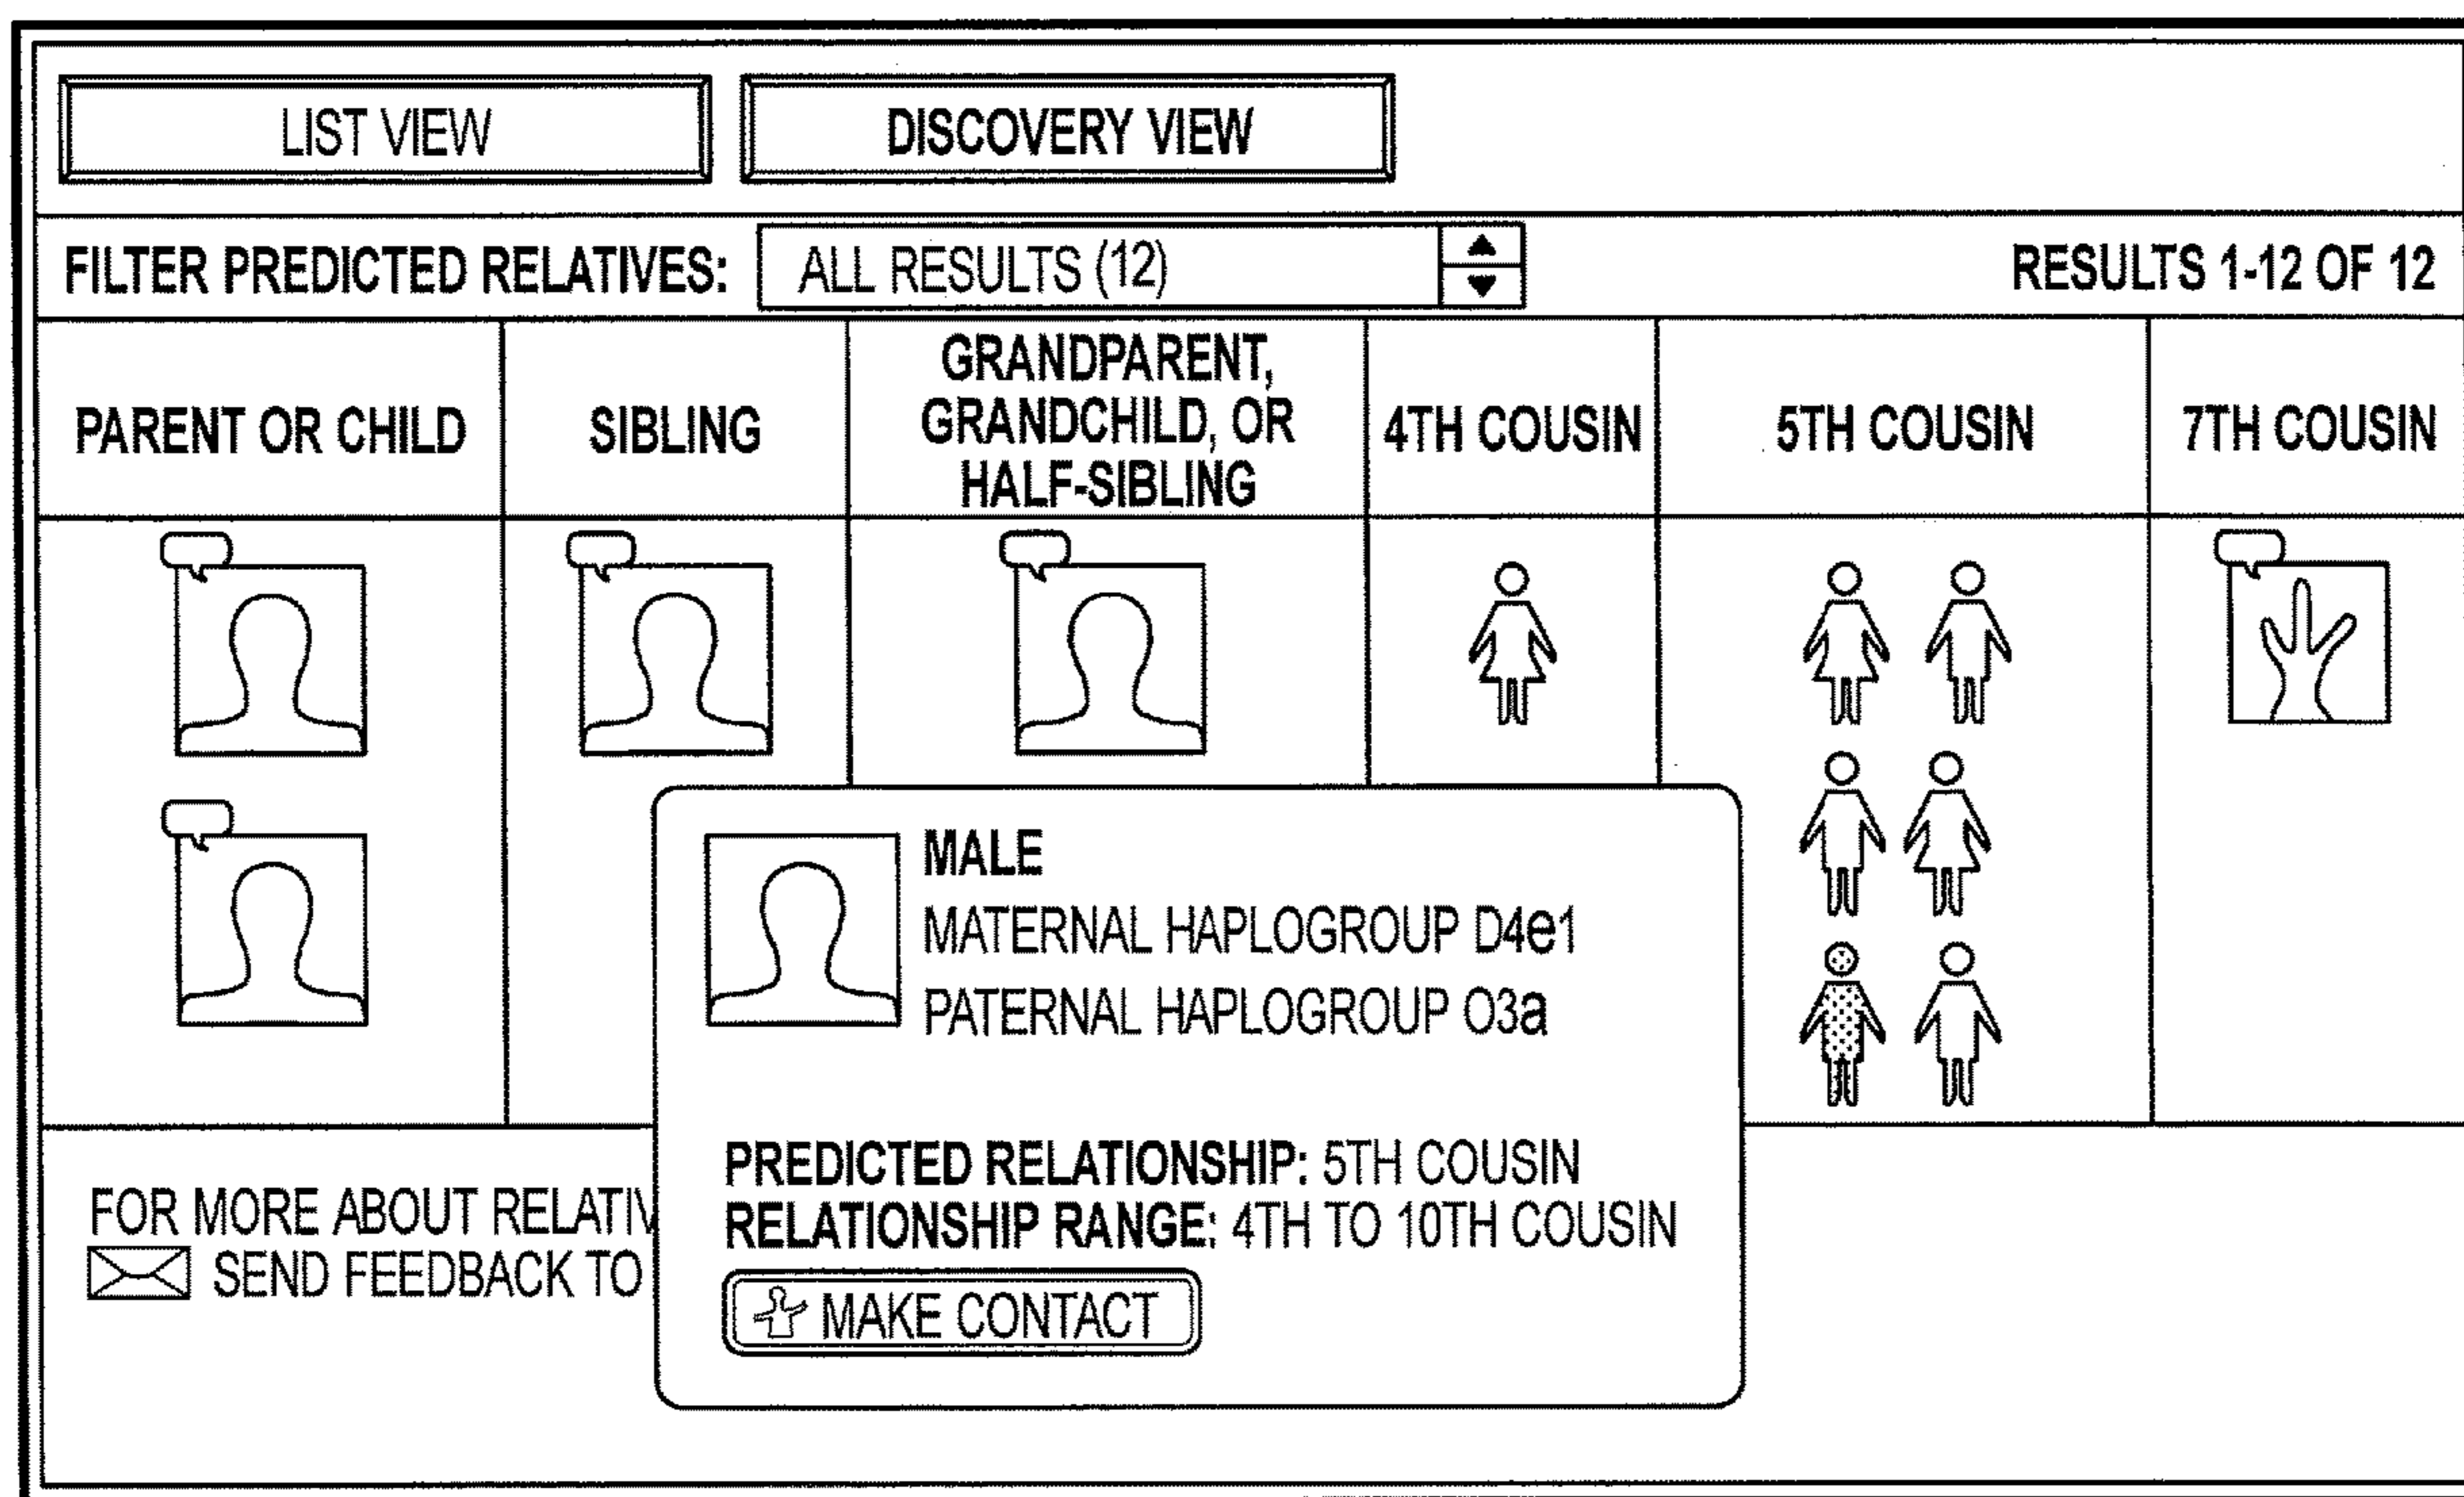 LIST VIEW
DISCOVERY VIEW
FILTER PREDICTED RELATIVES:
ALL RESULTS (12)
RESULTS 1-12 OF 12
PARENT OR CHILD
SIBLING
GRANDPARENT,
GRANDCHILD, OR
HALF-SIBLING
4TH COUSIN
5TH COUSIN
7TH COUSIN
MALE
MATERNAL HAPLOGROUP D4e1
PATERNAL HAPLOGROUP O3a
PREDICTED RELATIONSHIP: 5TH COUSIN
RELATIONSHIP RANGE: 4TH TO 10TH COUSIN
MAKE CONTACT
FOR MORE ABOUT
SEND FEEDBACK TO